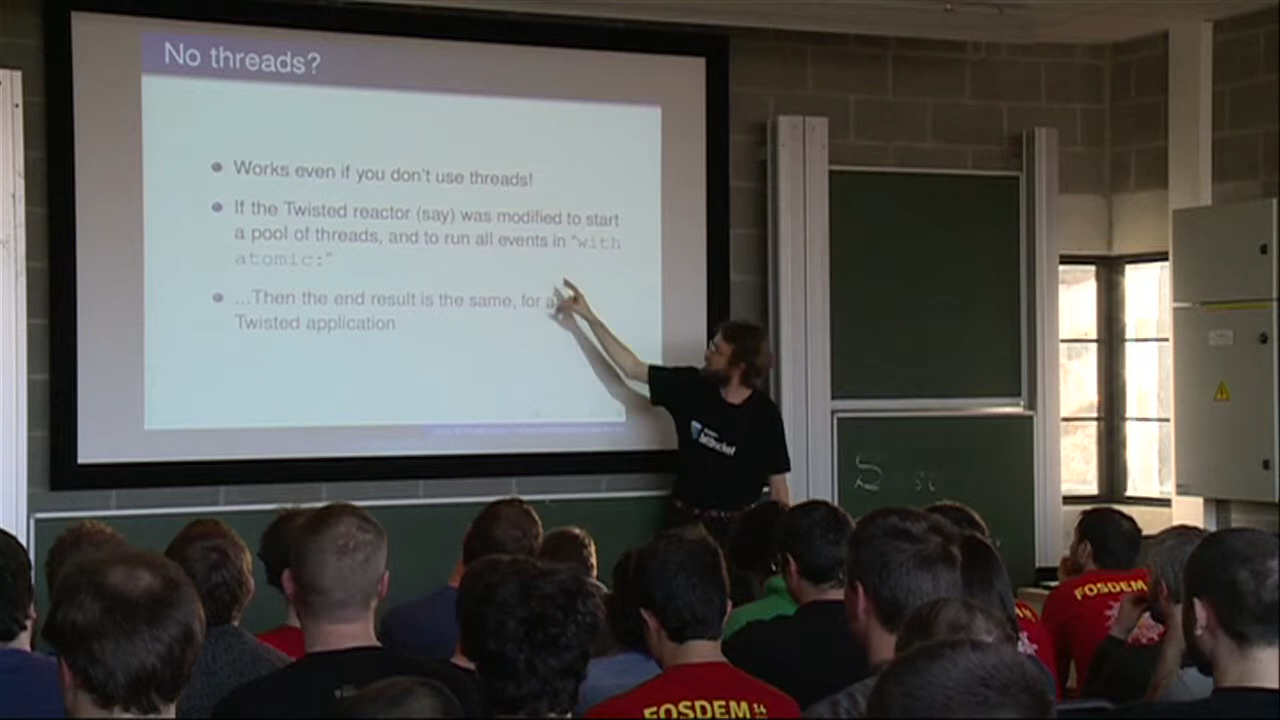 No threads?
Works even if you don't use threads!
If the Twisted reactor (say) was modified to start
a pool of threads, and to run all events in "with
atomic:"
...Then the end result is the same, for a
Twisted application
bitbucket
FOSDEM
FOSDEM 14